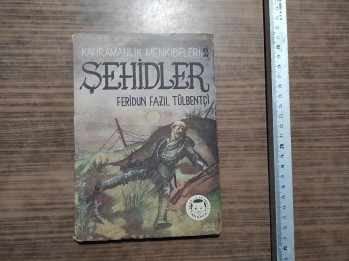 KAHRAMANLIK MENKIBELERİ 2
ŞEHİDLER
FERİDUN FAZIL TÜLBENTÇİ